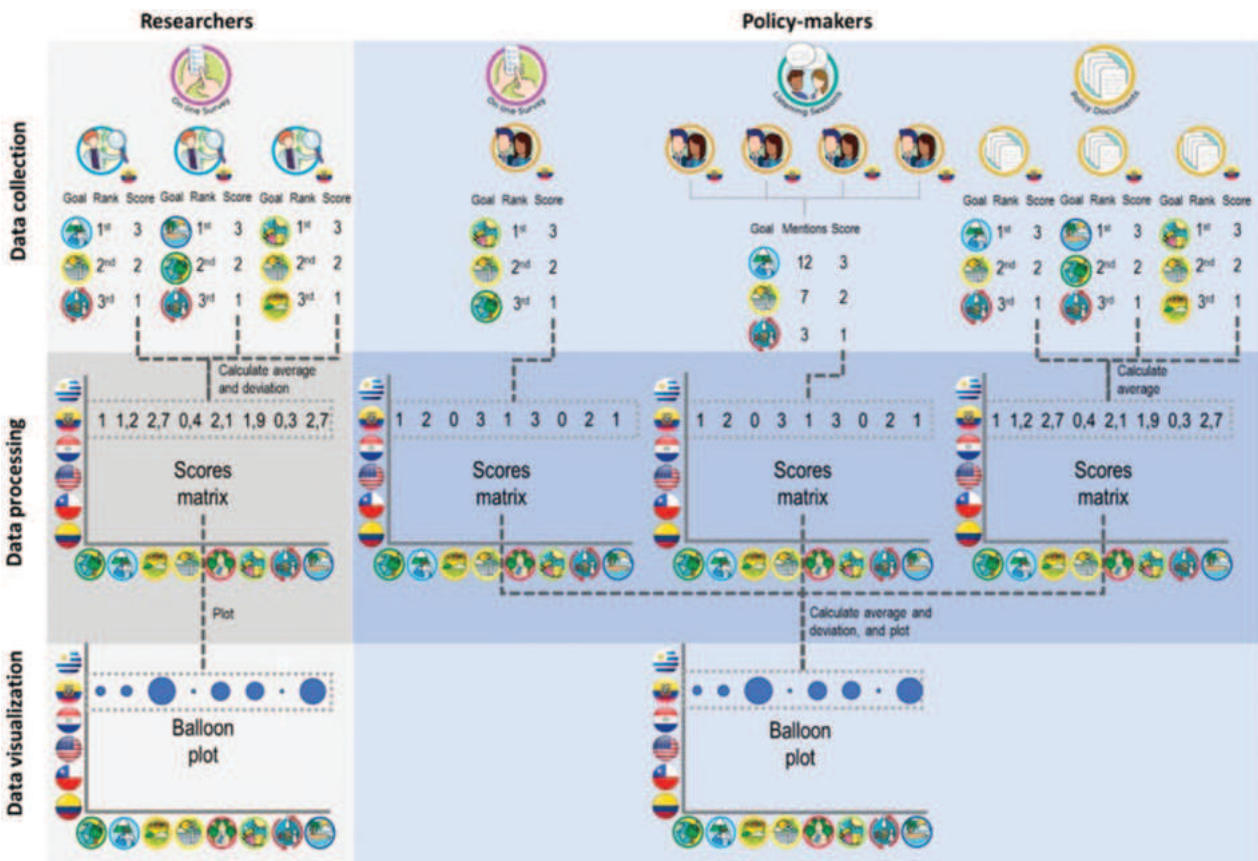 Researchers
Policy-makers
Data collection
On line Survey
On line Survey
Listening Sessions
Policy Documents
Goal Rank Score
1st 3
2nd 2
3rd 1
Goal Rank Score
1st 3
2nd 2
3rd 1
Goal Rank Score
1st 3
2nd 2
3rd 1
Goal Rank Score
1st 3
2nd 2
3rd 1
Goal Mentions Score
12 3
7 2
3 1
Goal Rank Score
1st 3
2nd 2
3rd 1
Goal Rank Score
1st 3
2nd 2
3rd 1
Goal Rank Score
1st 3
2nd 2
3rd 1
Data processing
Calculate average
and deviation
1 1,2 2,7 0,4 2,1 1,9 0,3 2,7
Scores
matrix
1 2 0 3 1 3 0 2 1
Scores
matrix
1 2 0 3 1 3 0 2 1
Scores
matrix
Calculate
average
1 1,2 2,7 0,4 2,1 1,9 0,3 2,7
Scores
matrix
Plot
Calculate average and
deviation, and plot
Data visualization
Balloon
plot
Balloon
plot